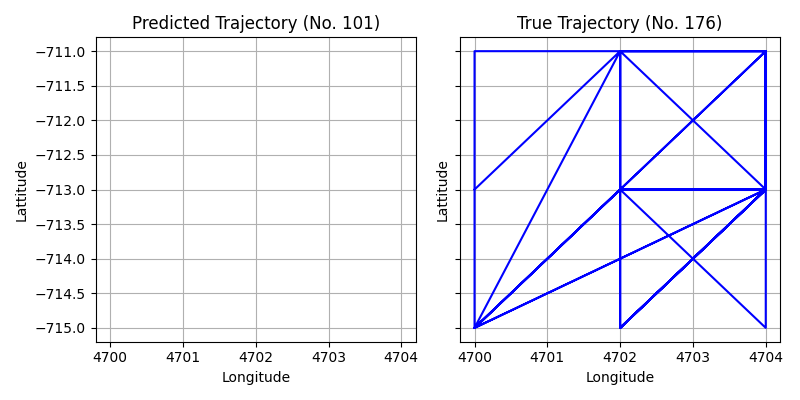 Predicted Trajectory (No. 101)
True Trajectory (No. 176)
−711.0
−711.5
−712.0
−712.5
−713.0
−713.5
−714.0
−714.5
−715.0
Lattitude
Lattitude
4700 4701 4702 4703 4704
4700 4701 4702 4703 4704
Longitude
Longitude